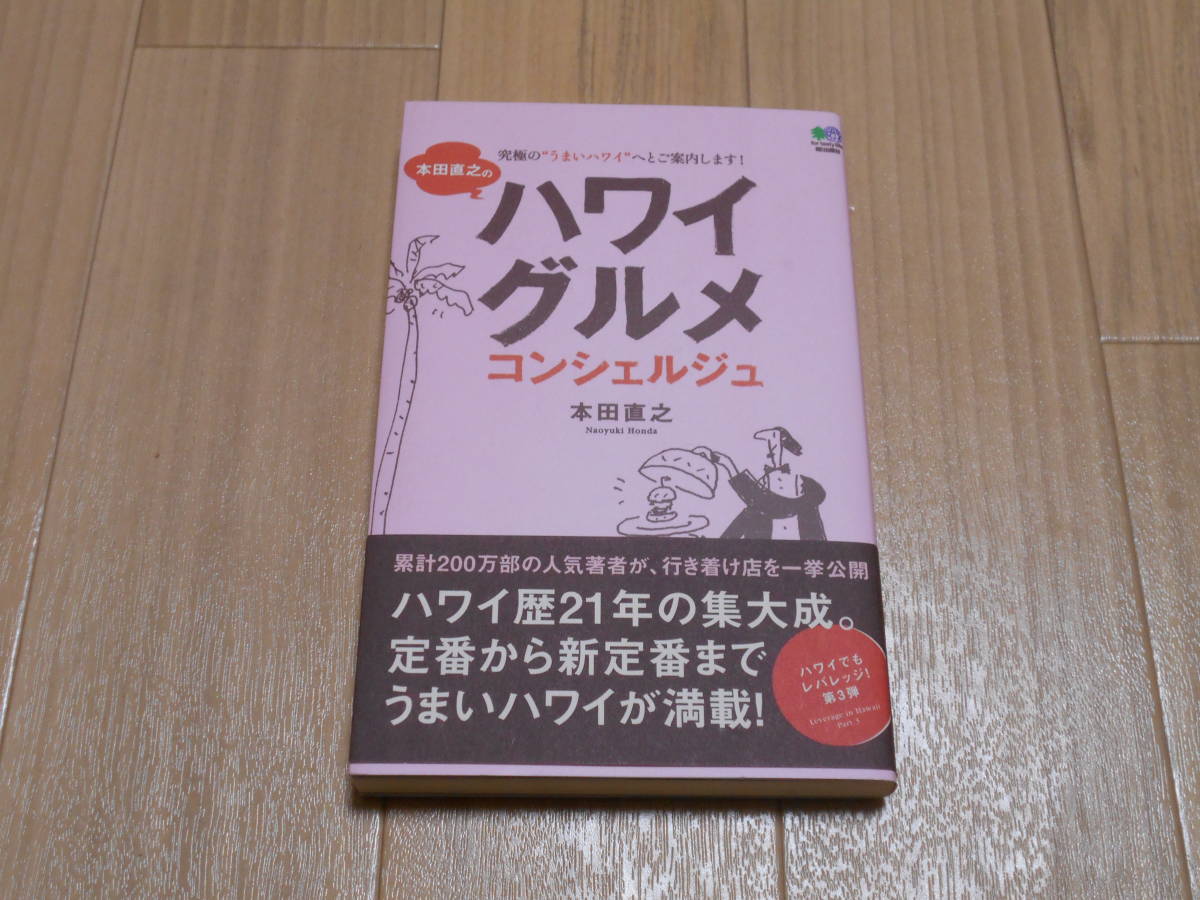 究極の“うまいハワイ”へとご案内します!
本田直之の
ハワイ
グルメ
コンシェルジュ
本田直之
Naoyuki Honda
累計200万部の人気著者が、行き着け店を一挙公開
ハワイ歴21年の集大成。
定番から新定番まで
うまいハワイが満載!
ハワイでも
レバレッジ!
第3弾
Leverage in Hawaii
Part 3